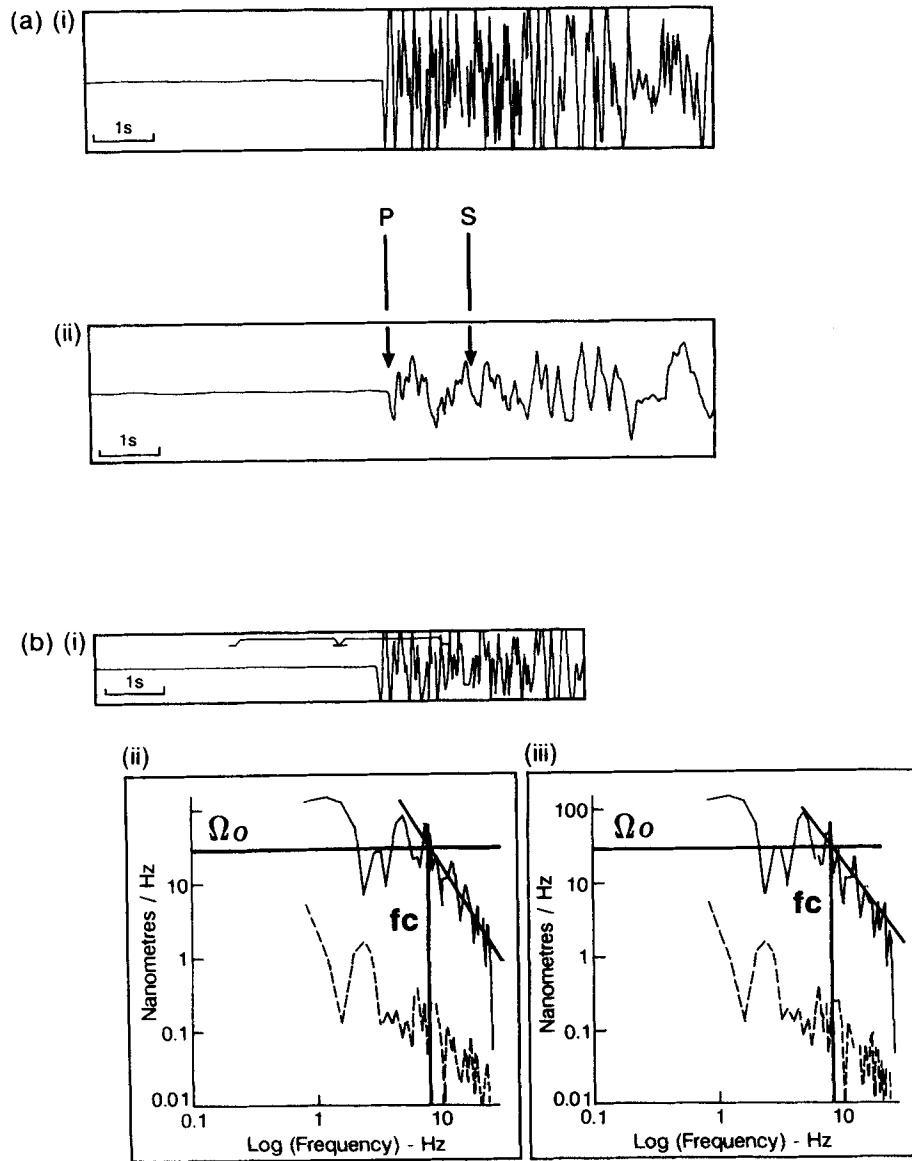 (a) (i)
1s
P
S
(ii)
1s
(b) (i)
1s
(ii)
Nanometres / Hz
10
1
0.1
0.01
0.1
1
10
Log (Frequency) - Hz
Ωo
fc
(iii)
Nanometres / Hz
100
10
1
0.1
0.01
0.1
1
10
Log (Frequency) - Hz
Ωo
fc